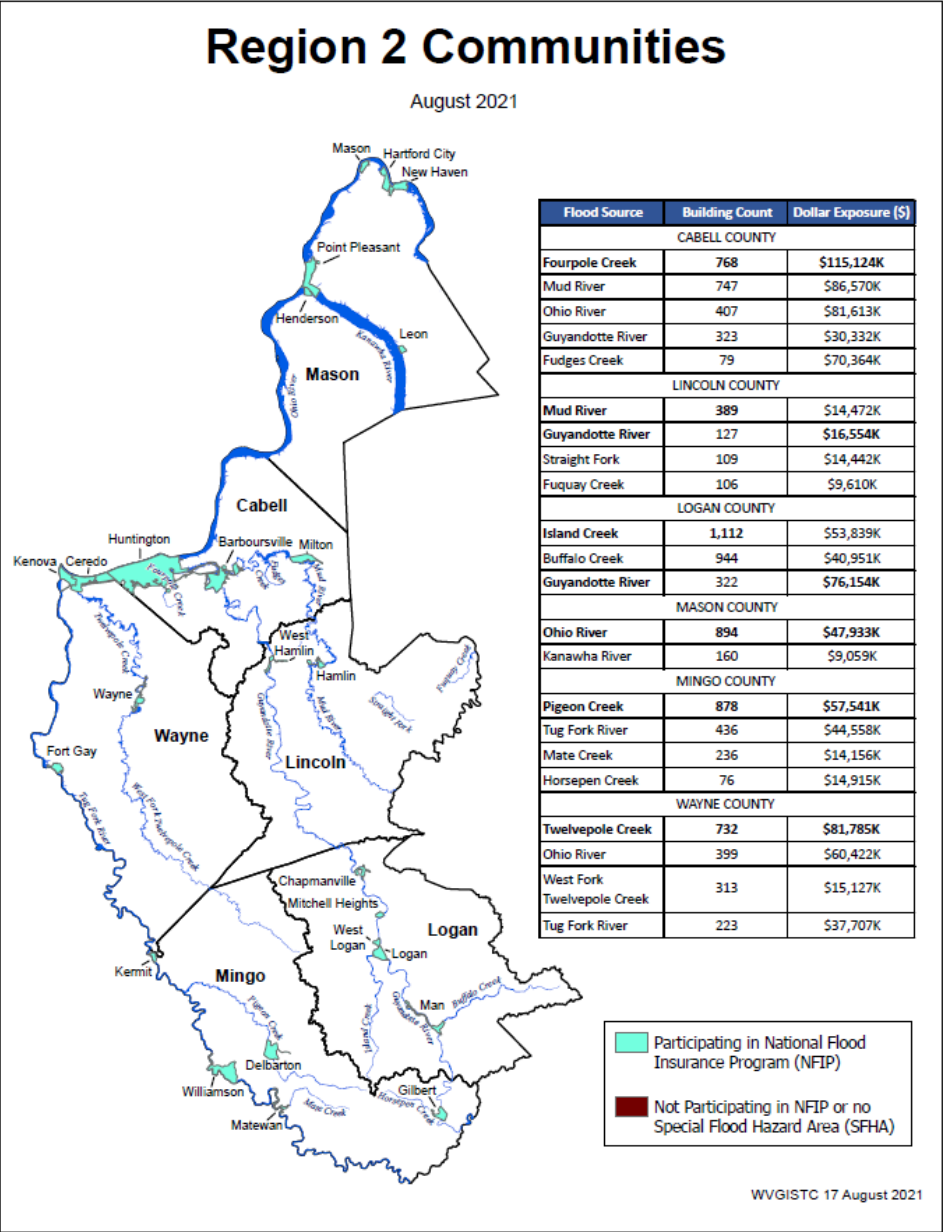 Region 2 Communities
August 2021
Mason
Hartford City
New Haven
Point Pleasant
Henderson
Leon
Kanawha River
Mason
Ohio River
Cabell
Huntington
Barboursville
Milton
Kenova
Ceredo
Fourpole Creek
Fudges
Creek
Mud River
Twelvepole Creek
West
Hamlin
Hamlin
Fuquay Creek
Straight Fork
Mud River
Guyandotte River
Wayne
Wayne
Lincoln
Fort Gay
Tug Fork River
West Fork Twelvepole Creek
Chapmanville
Mitchell Heights
West
Logan
Logan
Logan
Kermit
Mingo
Man
Buffalo Creek
Guyandotte River
Island Creek
Pigeon Creek
Delbarton
Williamson
Gilbert
Horsepen Creek
Mate Creek
Matewan
Flood Source Building Count Dollar Exposure ($)
CABELL COUNTY
Fourpole Creek 768 $115,124K
Mud River 747 $86,570K
Ohio River 407 $81,613K
Guyandotte River 323 $30,332K
Fudges Creek 79 $70,364K
LINCOLN COUNTY
Mud River 389 $14,472K
Guyandotte River 127 $16,554K
Straight Fork 109 $14,442K
Fuquay Creek 106 $9,610K
LOGAN COUNTY
Island Creek 1,112 $53,839K
Buffalo Creek 944 $40,951K
Guyandotte River 322 $76,154K
MASON COUNTY
Ohio River 894 $47,933K
Kanawha River 160 $9,059K
MINGO COUNTY
Pigeon Creek 878 $57,541K
Tug Fork River 436 $44,558K
Mate Creek 236 $14,156K
Horsepen Creek 76 $14,915K
WAYNE COUNTY
Twelvepole Creek 732 $81,785K
Ohio River 399 $60,422K
West Fork
Twelvepole Creek 313 $15,127K
Tug Fork River 223 $37,707K
Participating in National Flood
Insurance Program (NFIP)
Not Participating in NFIP or no
Special Flood Hazard Area (SFHA)
WVGISTC 17 August 2021